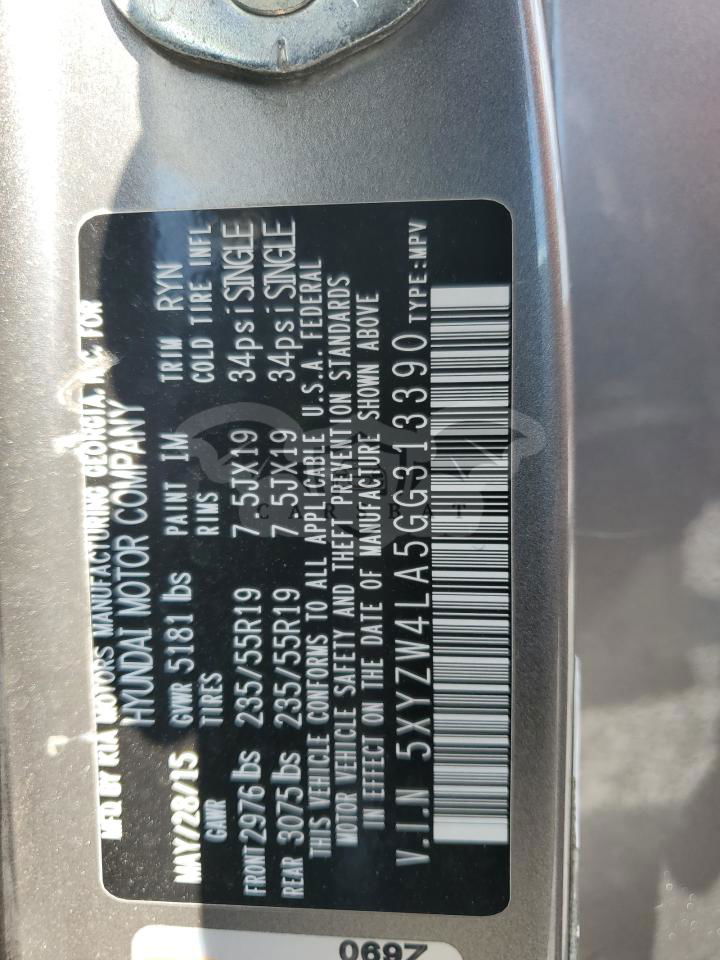 MFD BY KIA MOTORS MANUFACTURING GEORGIA, INC. FOR
HYUNDAI MOTOR COMPANY
MAY/28/15 GVWR 5181 lbs PAINT IM TRIM RYN
GAWR TIRES RIMS COLD TIRE INFL
FRONT 2976 lbs 235/55R19 7.5JX19 34psi SINGLE
REAR 3075 lbs 235/55R19 7.5JX19 34psi SINGLE
THIS VEHICLE CONFORMS TO ALL APPLICABLE U.S.A. FEDERAL
MOTOR VEHICLE SAFETY AND THEFT PREVENTION STANDARDS
IN EFFECT ON THE DATE OF MANUFACTURE SHOWN ABOVE
V.I.N 5XYZW4LA5GG313390 TYPE:MPV
CARSBAT